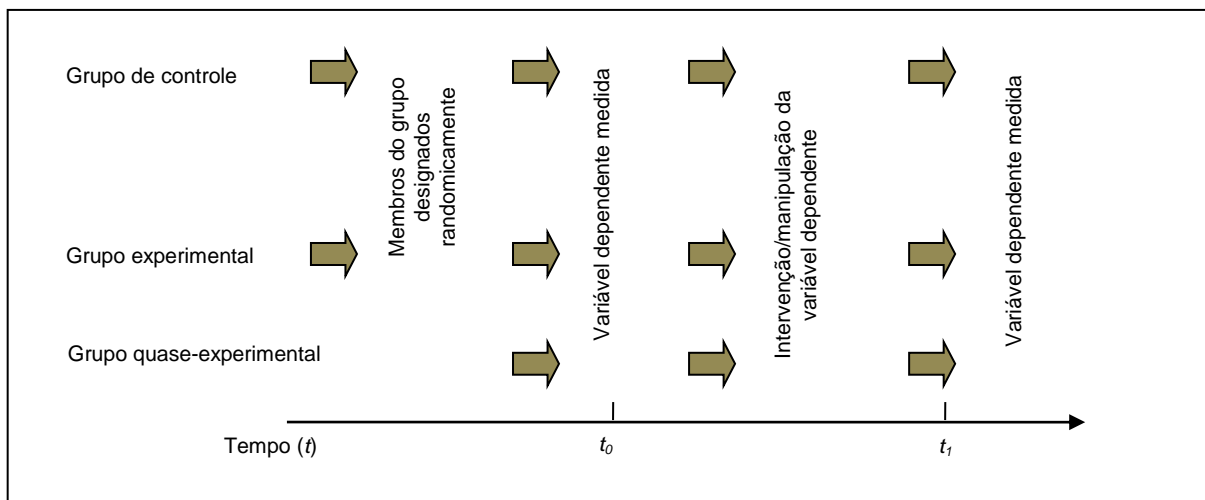 Grupo de controle
Grupo experimental
Grupo quase-experimental
Membros do grupo
designados
randomicamente
Variável dependente medida
Intervenção/manipulação da
variável dependente
Variável dependente medida
Tempo (t)
t0
t1